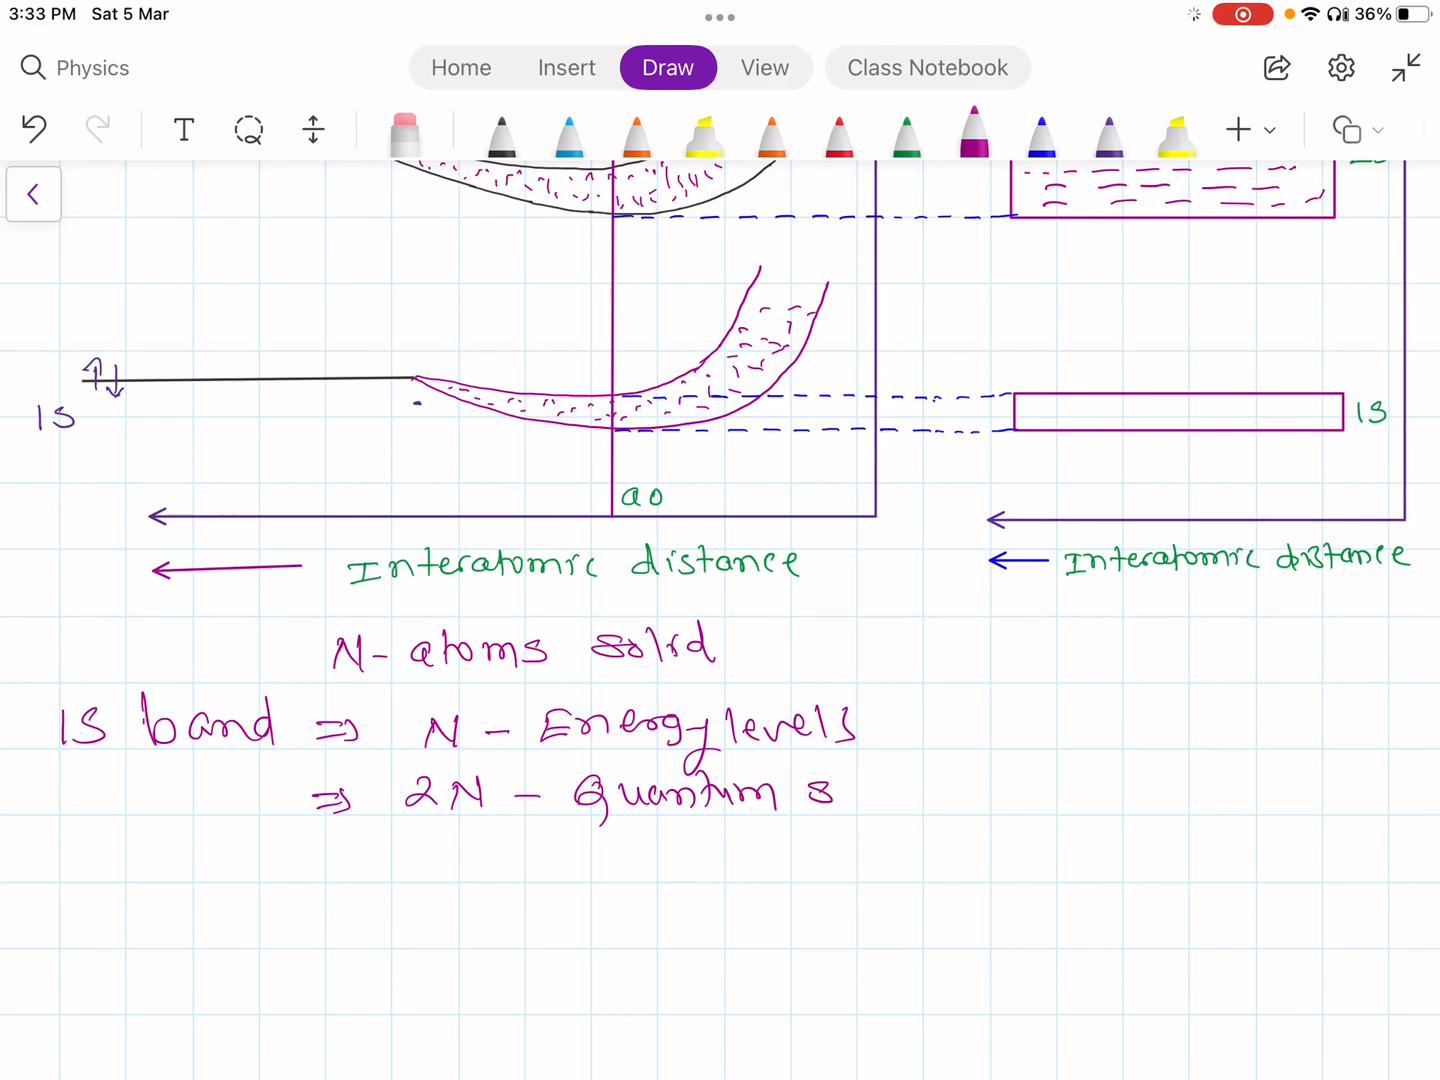 3:33 PM Sat 5 Mar
36%
Physics
Home Insert Draw View Class Notebook
T
1S
1S
a0
Interatomic distance
Interatomic distance
N- atoms solid
1S band ⇒ N - Energy levels
⇒ 2N - Quantum s